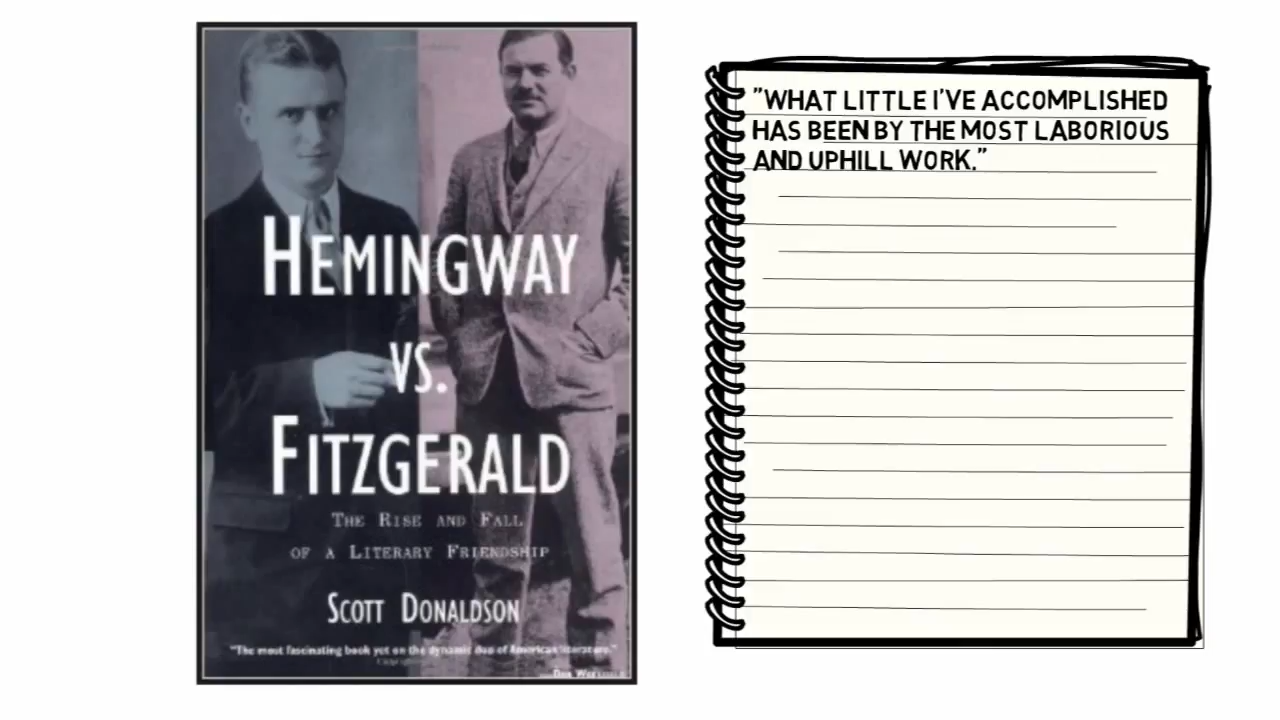 HEMINGWAY
VS.
FITZGERALD
THE RISE AND FALL
OF A LITERARY FRIENDSHIP
SCOTT DONALDSON
"The most fascinating book yet on the dynamic duo of American literature."
"WHAT LITTLE I'VE ACCOMPLISHED
HAS BEEN BY THE MOST LABORIOUS
AND UPHILL WORK."